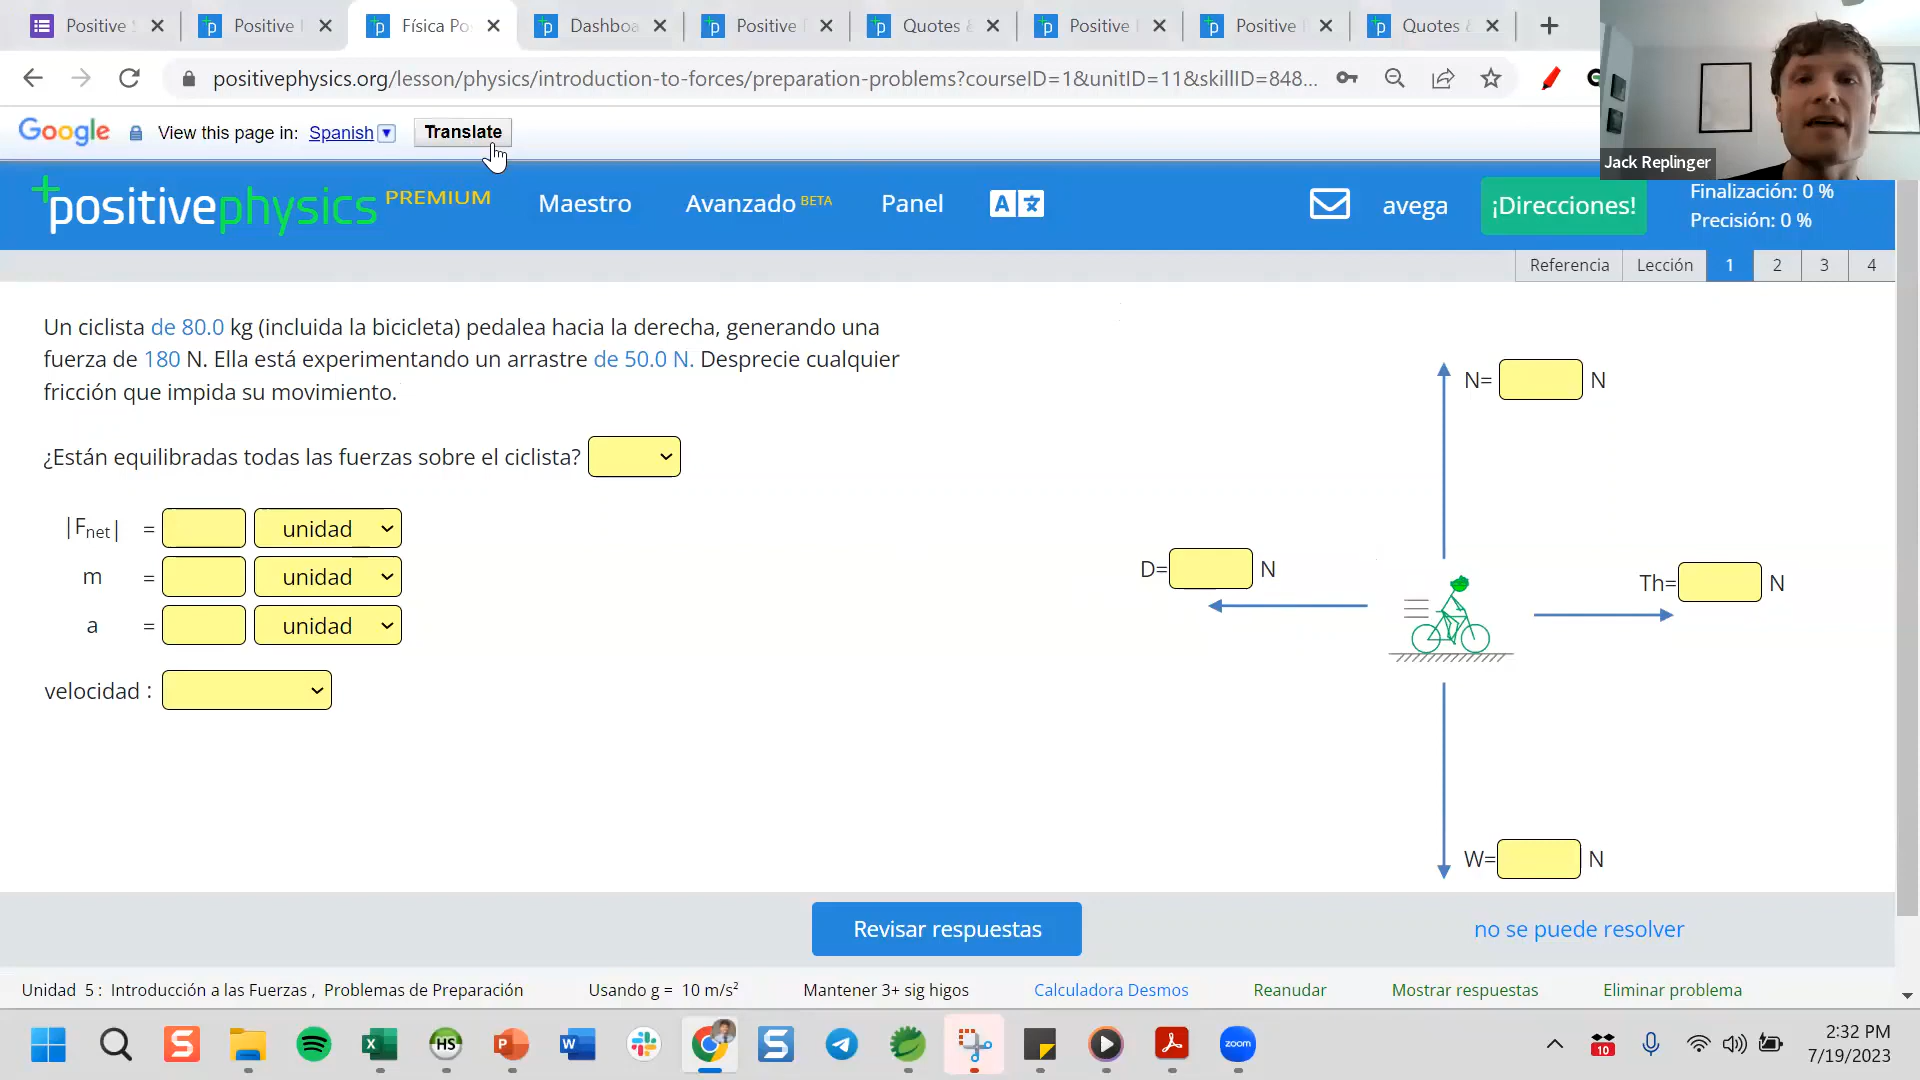 Positive
Positive
Física Po
Dashboa
Positive
Quotes &
Positive
Positive
Quotes &
positivephysics.org/lesson/physics/introduction-to-forces/preparation-problems?courseID=1&unitID=11&skillID=848...
Google View this page in: Spanish Translate
Jack Replinger
+positivephysics PREMIUM Maestro Avanzado BETA Panel A avega ¡Direcciones!
Finalización: 0 %
Precisión: 0 %
Referencia Lección 1 2 3 4
Un ciclista de 80.0 kg (incluida la bicicleta) pedalea hacia la derecha, generando una
fuerza de 180 N. Ella está experimentando un arrastre de 50.0 N. Desprecie cualquier
fricción que impida su movimiento.
¿Están equilibradas todas las fuerzas sobre el ciclista?
|Fnet| = unidad
m = unidad
a = unidad
velocidad :
N= N
D= N
Th= N
W= N
Revisar respuestas
no se puede resolver
Unidad 5 : Introducción a las Fuerzas , Problemas de Preparación Usando g = 10 m/s² Mantener 3+ sig higos Calculadora Desmos Reanudar Mostrar respuestas Eliminar problema
HS
zoom
10
2:32 PM
7/19/2023